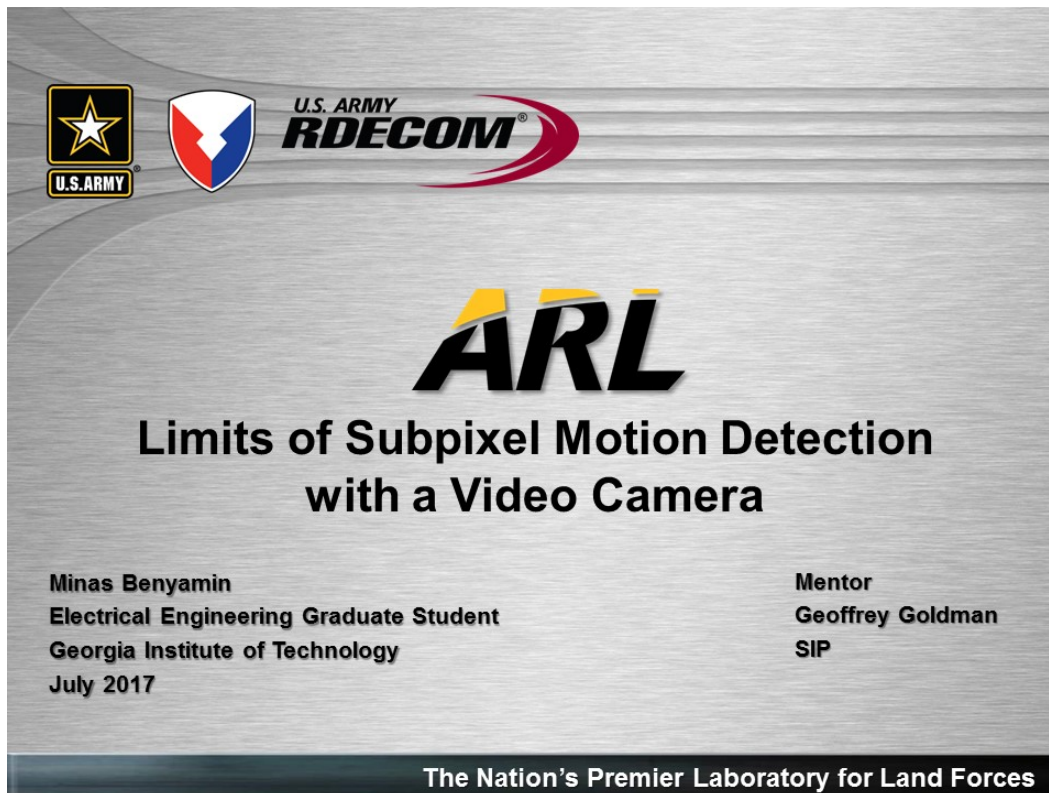 U.S.ARMY
U.S. ARMY
RDECOM®
ARL
Limits of Subpixel Motion Detection
with a Video Camera
Minas Benyamin
Electrical Engineering Graduate Student
Georgia Institute of Technology
July 2017
Mentor
Geoffrey Goldman
SIP
The Nation's Premier Laboratory for Land Forces